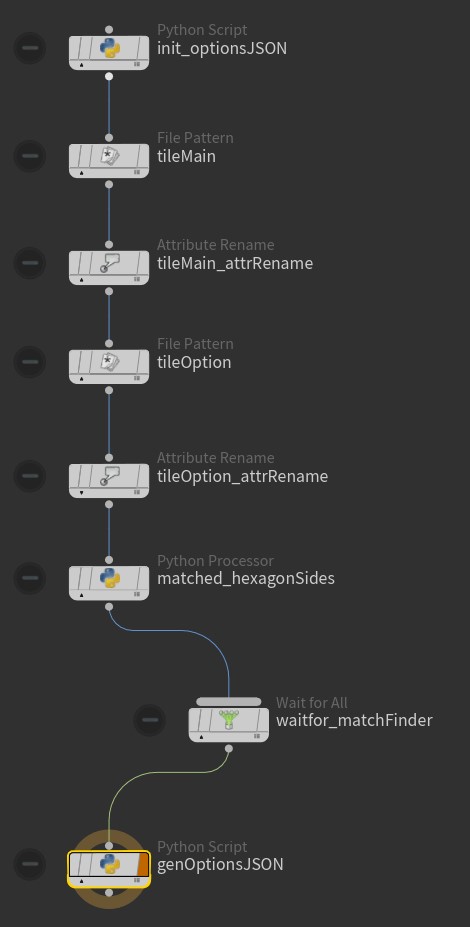 Python Script
init_optionsJSON
File Pattern
tileMain
Attribute Rename
tileMain_attrRename
File Pattern
tileOption
Attribute Rename
tileOption_attrRename
Python Processor
matched_hexagonSides
Wait for All
waitfor_matchFinder
Python Script
genOptionsJSON